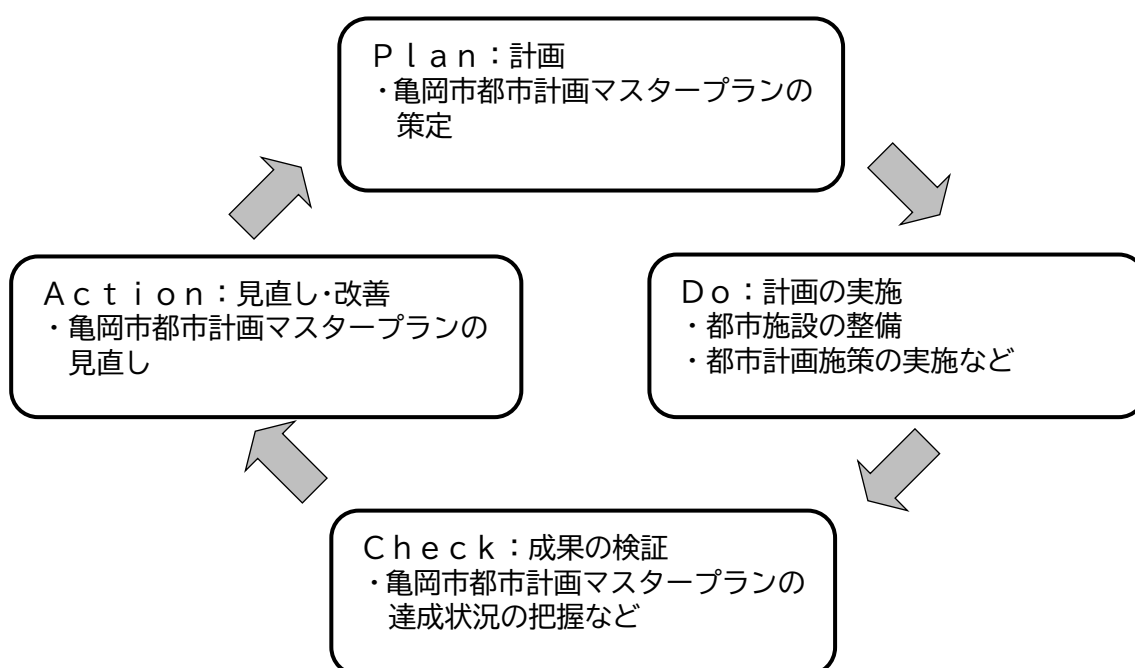 Ｐｌａｎ：計画
・亀岡市都市計画マスタープランの
策定
Ａｃｔｉｏｎ：見直し・改善
・亀岡市都市計画マスタープランの
見直し
Ｄｏ：計画の実施
・都市施設の整備
・都市計画施策の実施など
Ｃｈｅｃｋ：成果の検証
・亀岡市都市計画マスタープランの
達成状況の把握など